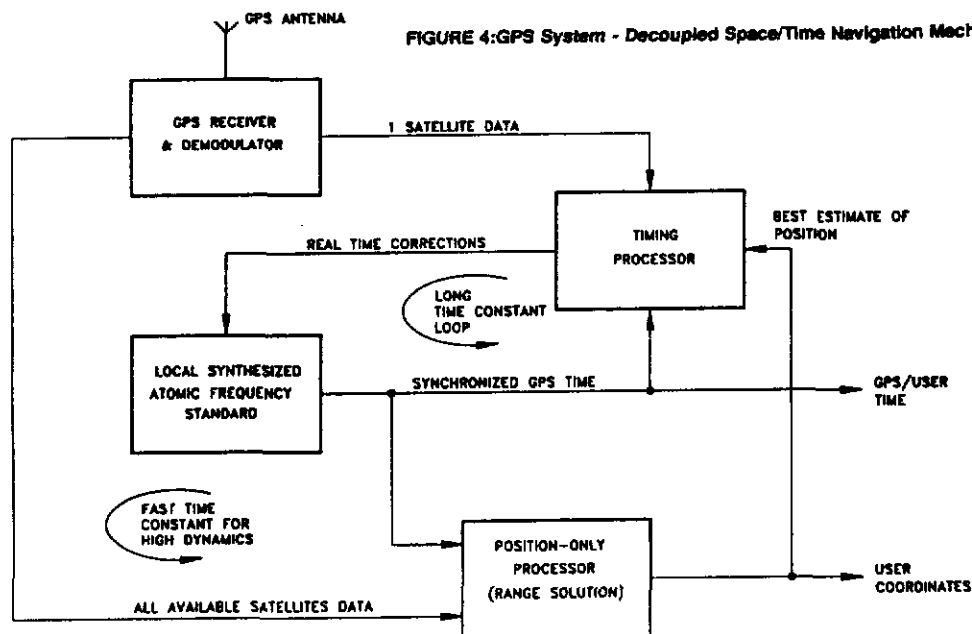 GPS ANTENNA
FIGURE 4:GPS System - Decoupled Space/Time Navigation Mech
GPS RECEIVER
& DEMODULATOR
1 SATELLITE DATA
TIMING
PROCESSOR
BEST ESTIMATE OF
POSITION
REAL TIME CORRECTIONS
LONG
TIME CONSTANT
LOOP
LOCAL SYNTHESIZED
ATOMIC FREQUENCY
STANDARD
SYNCHRONIZED GPS TIME
GPS/USER
TIME
FAST TIME
CONSTANT FOR
HIGH DYNAMICS
POSITION-ONLY
PROCESSOR
(RANGE SOLUTION)
USER
COORDINATES
ALL AVAILABLE SATELLITES DATA